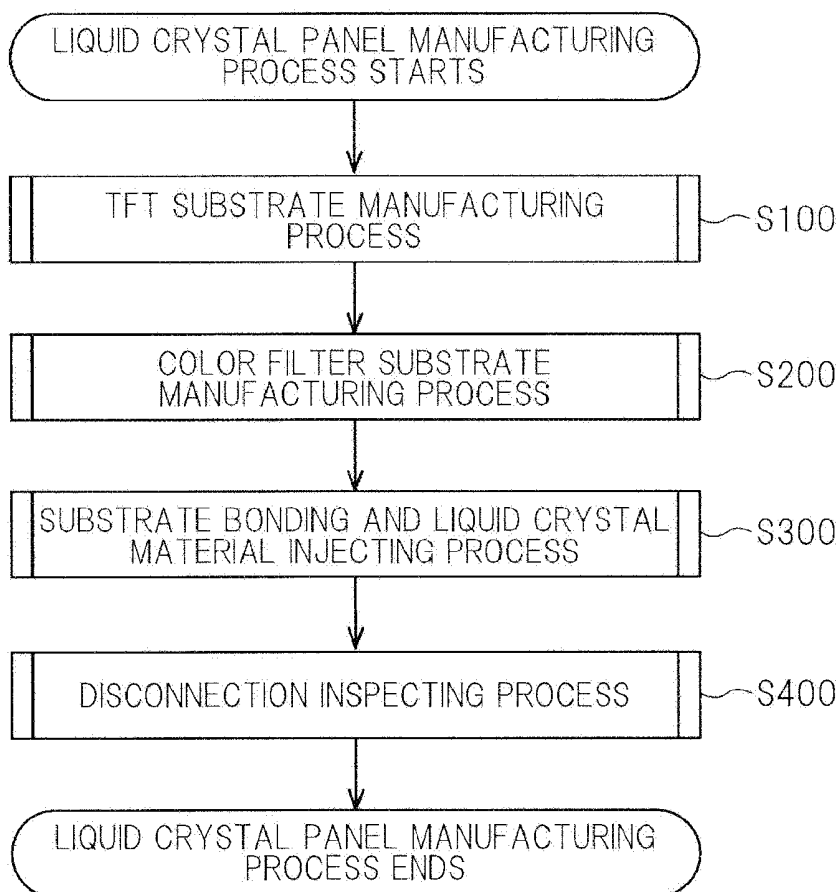 LIQUID CRYSTAL PANEL MANUFACTURING
PROCESS STARTS
TFT SUBSTRATE MANUFACTURING
PROCESS
S100
COLOR FILTER SUBSTRATE
MANUFACTURING PROCESS
S200
SUBSTRATE BONDING AND LIQUID CRYSTAL
MATERIAL INJECTING PROCESS
S300
DISCONNECTION INSPECTING PROCESS
S400
LIQUID CRYSTAL PANEL MANUFACTURING
PROCESS ENDS